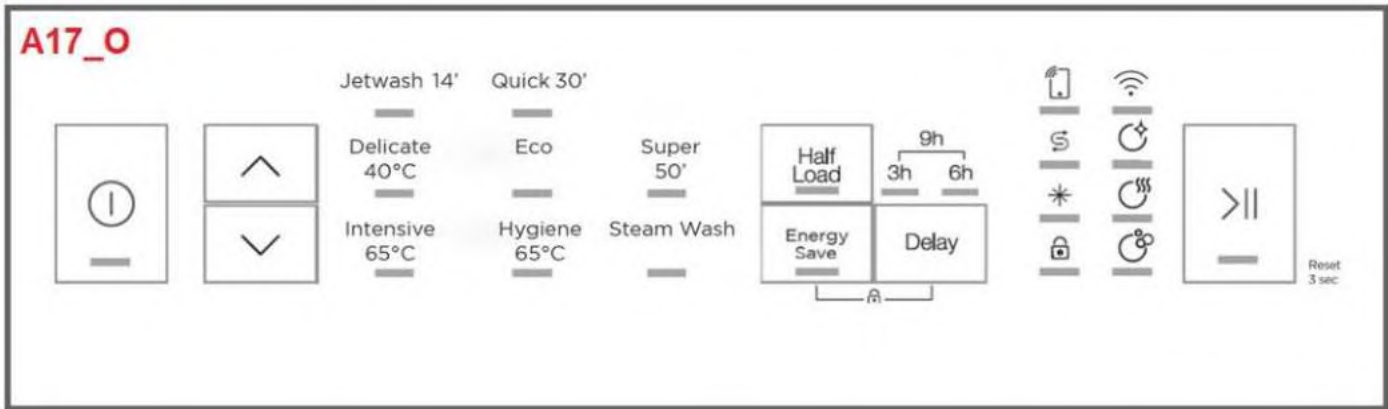 A17_O
Jetwash 14'
Quick 30'
Delicate
40°C
Eco
Super
50'
Intensive
65°C
Hygiene
65°C
Steam Wash
Half
Load
9h
3h 6h
Energy
Save
Delay
Reset
3 sec